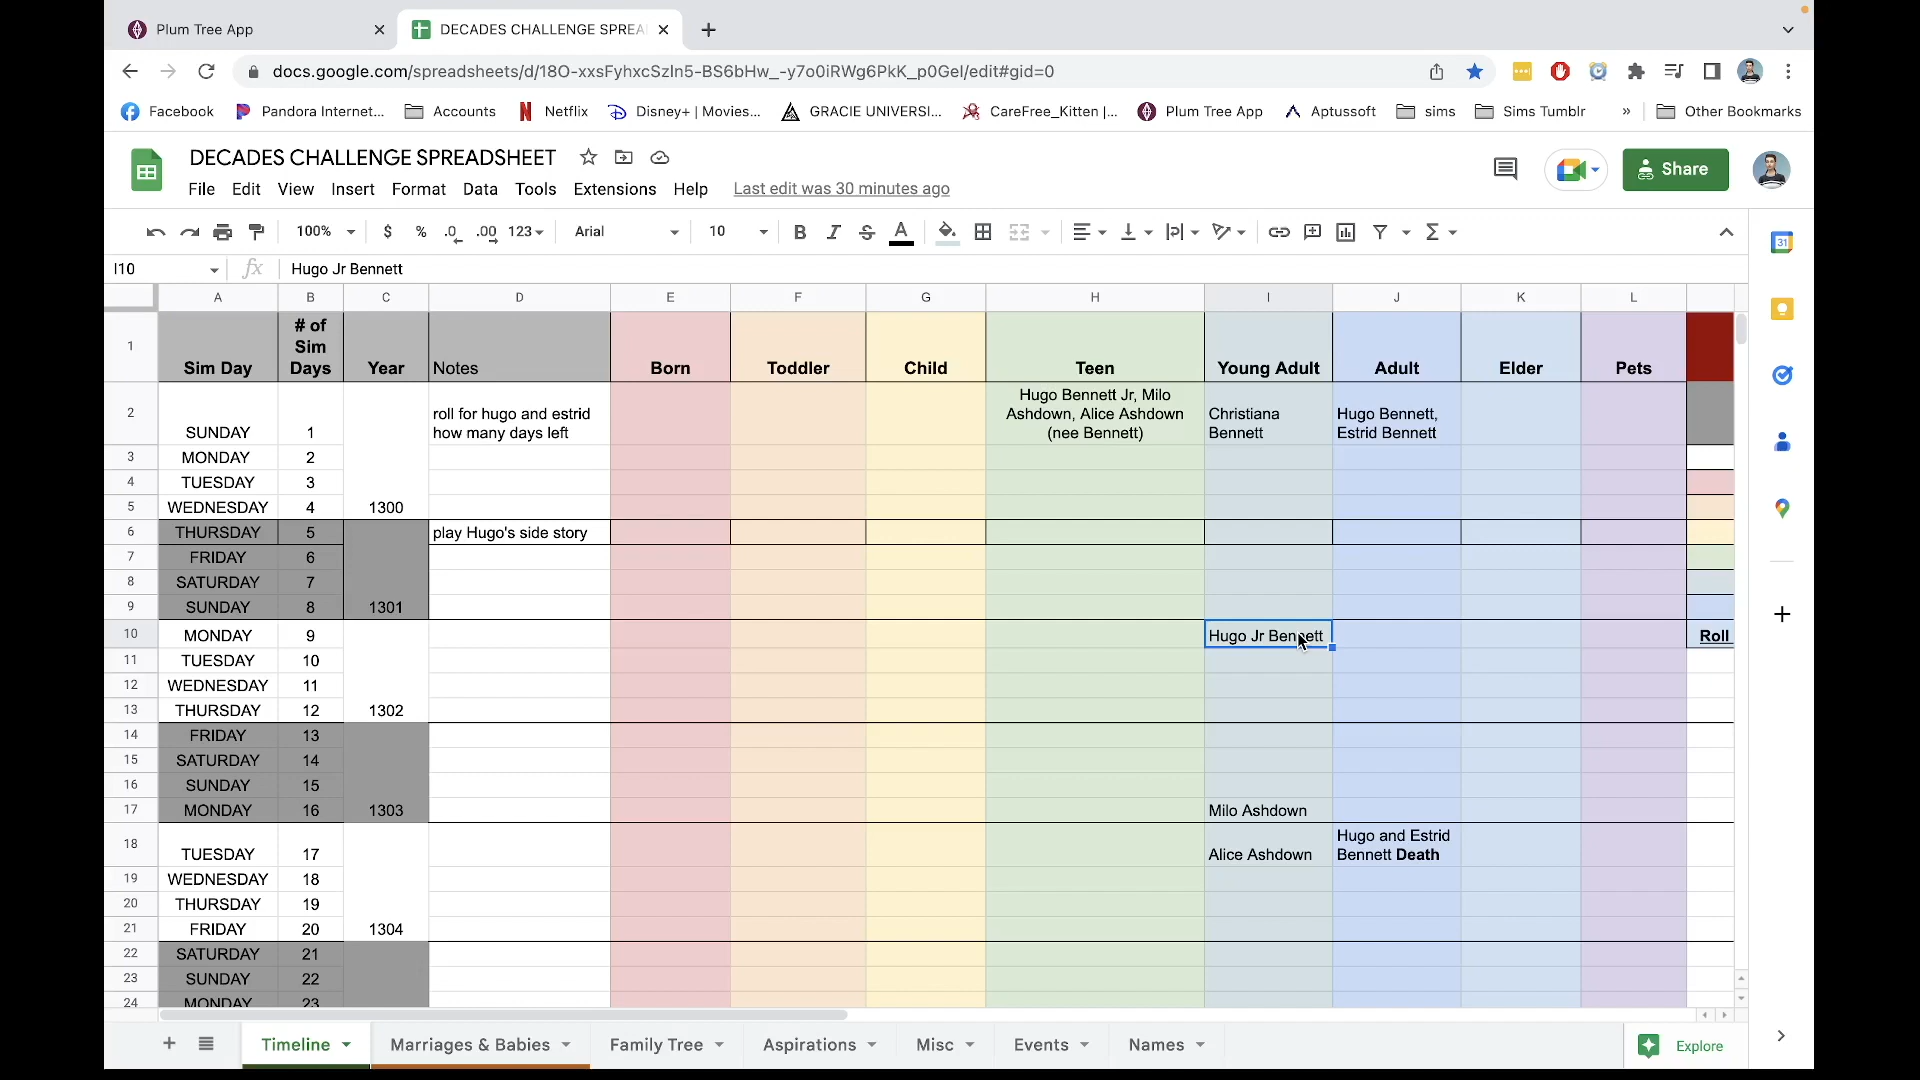 Plum Tree App
DECADES CHALLENGE SPREA
docs.google.com/spreadsheets/d/18O-xxsFyhxcSzIn5-BS6bHw_-y7o0iRWg6PkK_p0GeI/edit#gid=0
Facebook
Pandora Internet...
Accounts
Netflix
Disney+ | Movies...
GRACIE UNIVERSI...
CareFree_Kitten |...
Plum Tree App
Aptussoft
sims
Sims Tumblr
»
Other Bookmarks
DECADES CHALLENGE SPREADSHEET
File Edit View Insert Format Data Tools Extensions Help
Last edit was 30 minutes ago
Share
100% $ % .0 .00 123 Arial 10 B I S A
31
I10
fx
Hugo Jr Bennett
A B C D E F G H I J K L
1 Sim Day
# of
Sim
Days
Year
Notes
Born
Toddler
Child
Teen
Young Adult
Adult
Elder
Pets
2 SUNDAY 1
roll for hugo and estrid
how many days left
Hugo Bennett Jr, Milo
Ashdown, Alice Ashdown
(nee Bennett)
Christiana
Bennett
Hugo Bennett,
Estrid Bennett
3 MONDAY 2
4 TUESDAY 3
5 WEDNESDAY 4 1300
6 THURSDAY 5 play Hugo's side story
7 FRIDAY 6
8 SATURDAY 7
9 SUNDAY 8 1301
10 MONDAY 9 Hugo Jr Bennett Roll
11 TUESDAY 10
12 WEDNESDAY 11
13 THURSDAY 12 1302
14 FRIDAY 13
15 SATURDAY 14
16 SUNDAY 15
17 MONDAY 16 1303 Milo Ashdown
18 TUESDAY 17 Alice Ashdown
Hugo and Estrid
Bennett Death
19 WEDNESDAY 18
20 THURSDAY 19
21 FRIDAY 20 1304
22 SATURDAY 21
23 SUNDAY 22
24 MONDAY 23
Timeline
Marriages & Babies
Family Tree
Aspirations
Misc
Events
Names
Explore